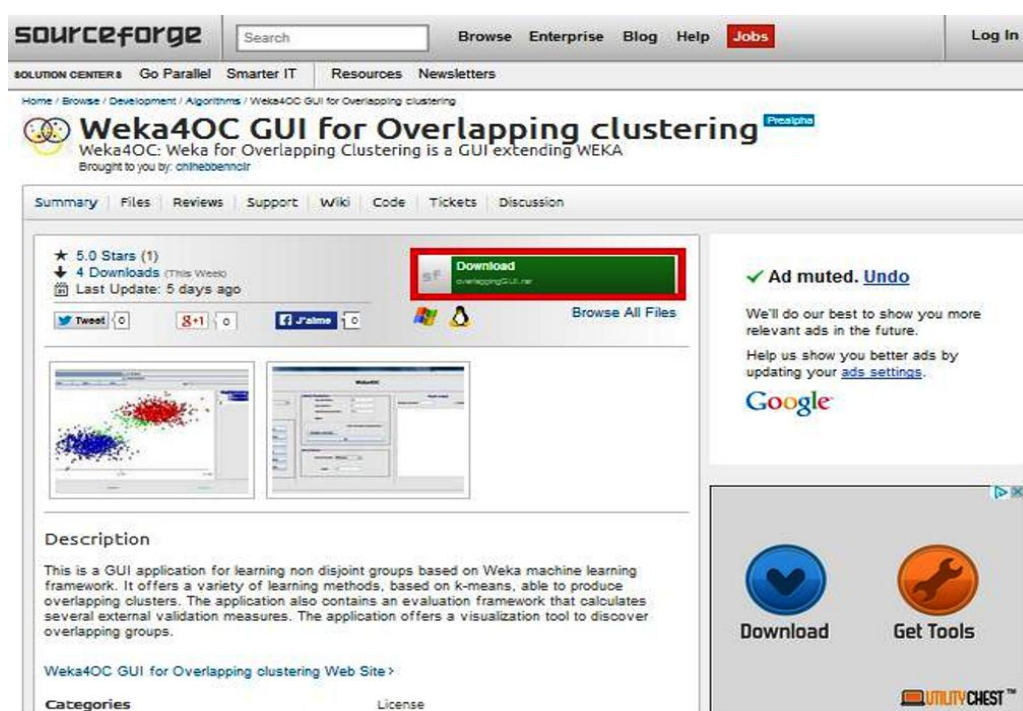 sourceforge
Search
Browse Enterprise Blog Help Jobs
Log In
SOLUTION CENTERS Go Parallel Smarter IT Resources Newsletters
Home / Browse / Development / Algorithms / Weka4OC GUI for Overlapping clustering
Weka4OC GUI for Overlapping clustering Prealpha
Weka4OC: Weka for Overlapping Clustering is a GUI extending WEKA
Brought to you by: chihebbenncir
Summary Files Reviews Support Wiki Code Tickets Discussion
5.0 Stars (1)
4 Downloads (This Week)
Last Update: 5 days ago
Tweet 0 g+1 0 J'aime 0
sf Download
overlappingGUI.rar
Browse All Files
Weka4OC
Description
This is a GUI application for learning non disjoint groups based on Weka machine learning
framework. It offers a variety of learning methods, based on k-means, able to produce
overlapping clusters. The application also contains an evaluation framework that calculates
several external validation measures. The application offers a visualization tool to discover
overlapping groups.
Weka4OC GUI for Overlapping clustering Web Site >
Categories
License
Ad muted. Undo
We'll do our best to show you more
relevant ads in the future.
Help us show you better ads by
updating your ads settings.
Google
Download Get Tools
UTILITYCHEST™